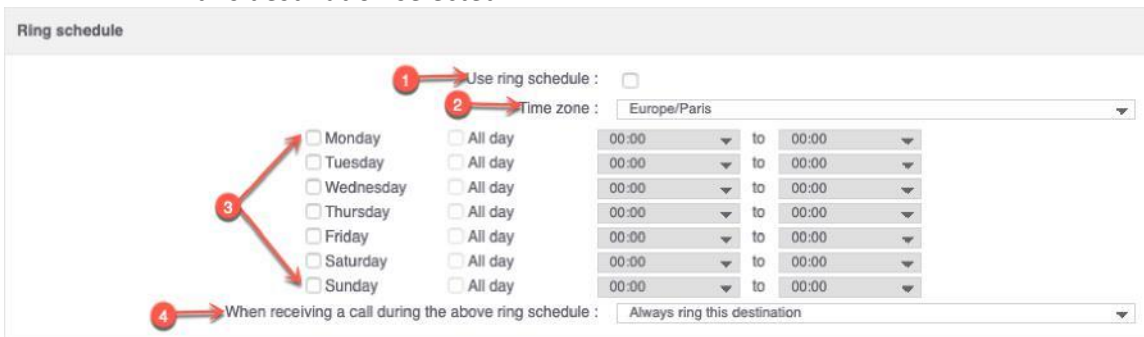 Ring schedule
1 Use ring schedule :
2 Time zone : Europe/Paris
Monday All day 00:00 to 00:00
Tuesday All day 00:00 to 00:00
Wednesday All day 00:00 to 00:00
3 Thursday All day 00:00 to 00:00
Friday All day 00:00 to 00:00
Saturday All day 00:00 to 00:00
Sunday All day 00:00 to 00:00
4 When receiving a call during the above ring schedule : Always ring this destination